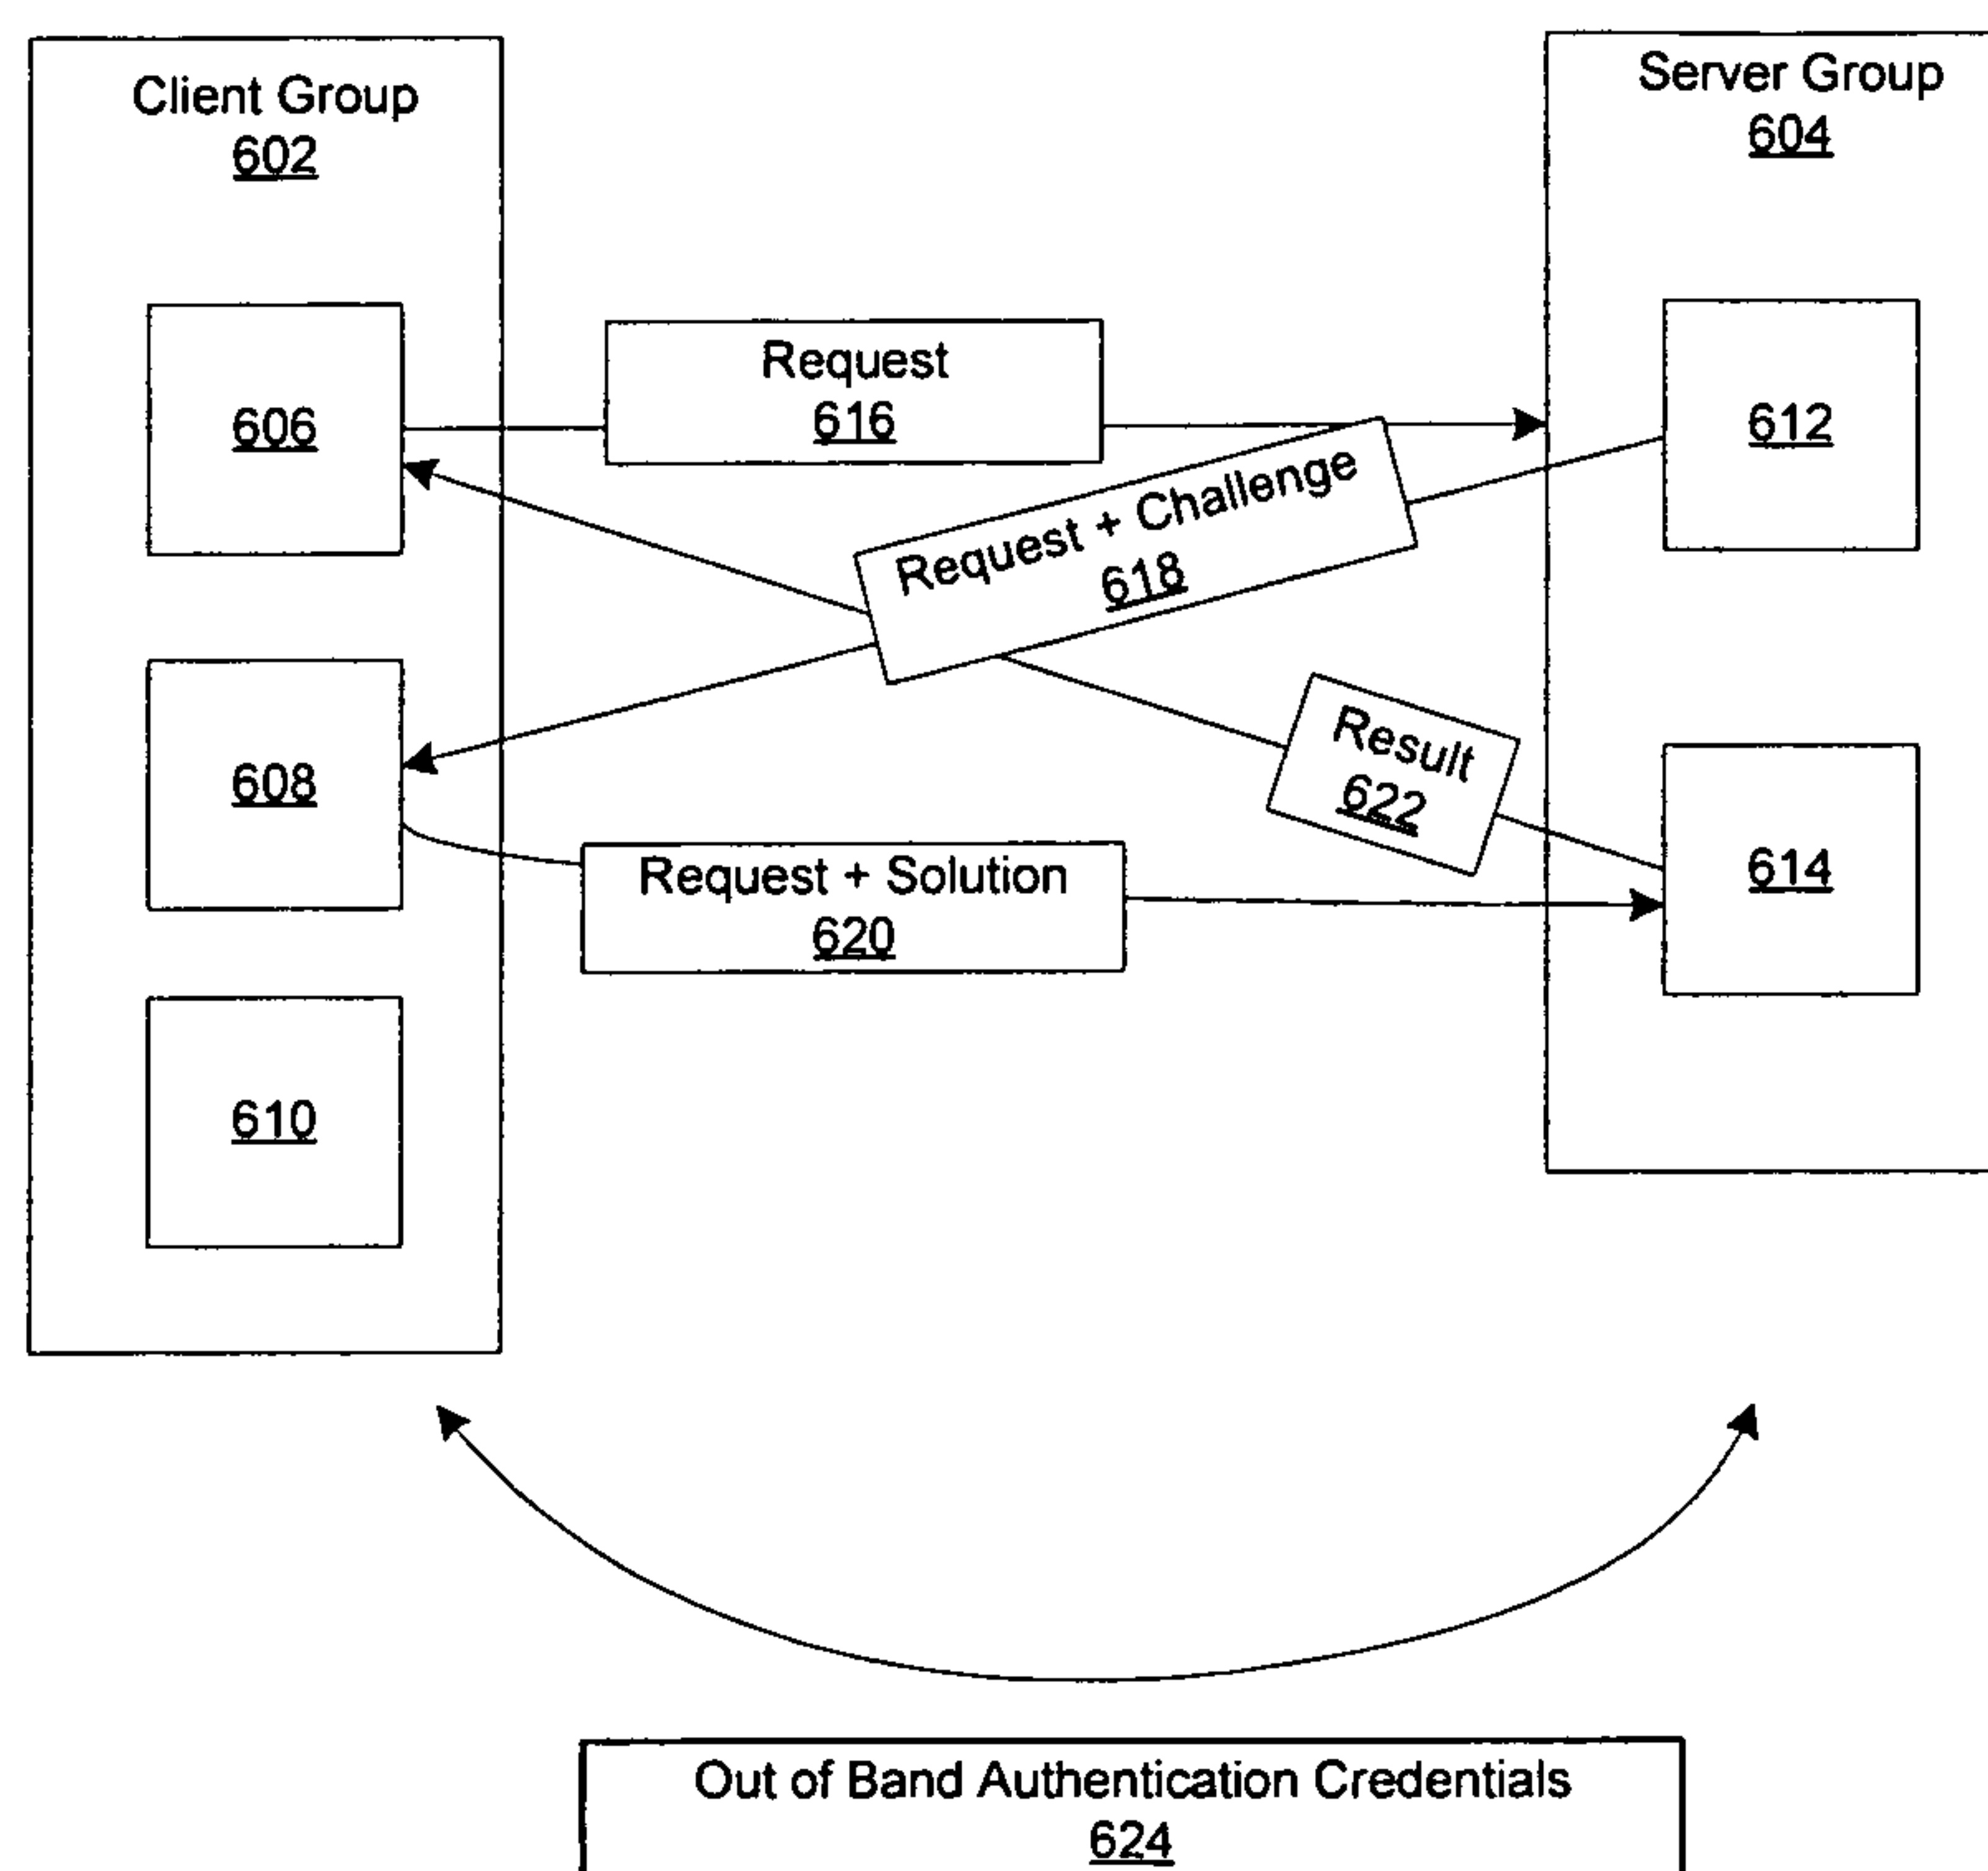 Client Group
602
Server Group
604
606
Request
616
612
Request + Challenge
618
608
Result
622
Request + Solution
620
614
610
Out of Band Authentication Credentials
624